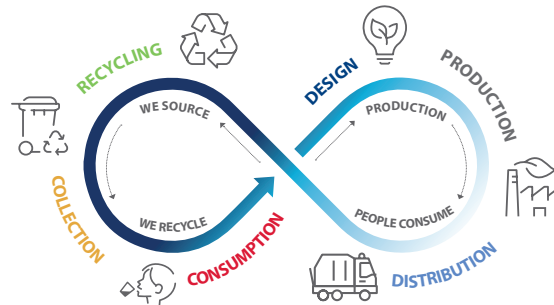 RECYCLING
WE SOURCE
COLLECTION
WE RECYCLE
CONSUMPTION
DESIGN
PRODUCTION
PRODUCTION
PEOPLE CONSUME
DISTRIBUTION